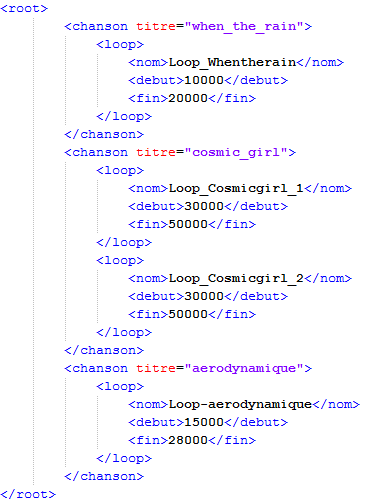 <root>
<chanson titre="when_the_rain">
<loop>
<nom>Loop_Whentherain</nom>
<debut>10000</debut>
<fin>20000</fin>
</loop>
</chanson>
<chanson titre="cosmic_girl">
<loop>
<nom>Loop_Cosmicgirl_1</nom>
<debut>30000</debut>
<fin>50000</fin>
</loop>
<loop>
<nom>Loop_Cosmicgirl_2</nom>
<debut>30000</debut>
<fin>50000</fin>
</loop>
</chanson>
<chanson titre="aerodynamique">
<loop>
<nom>Loop-aerodynamique</nom>
<debut>15000</debut>
<fin>28000</fin>
</loop>
</chanson>
</root>